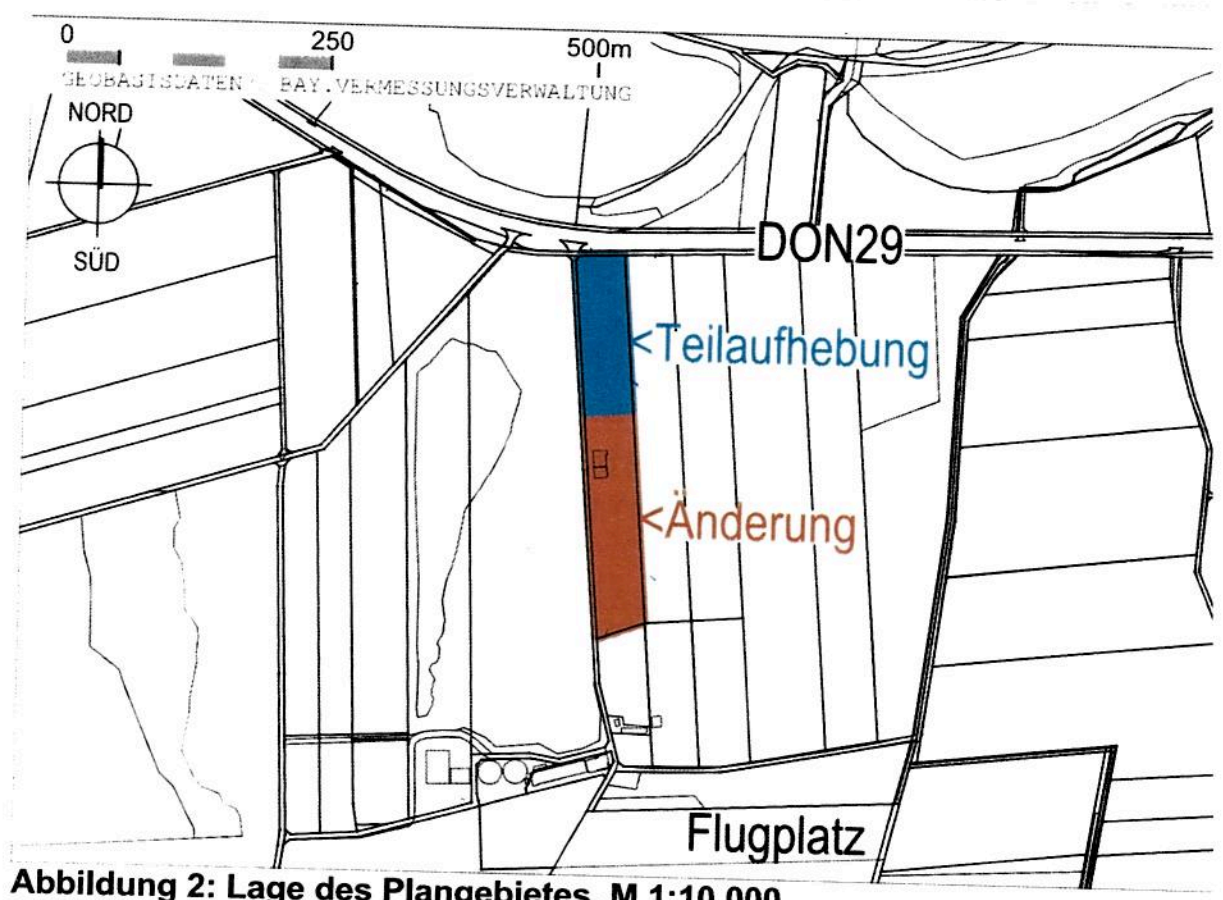 0 250 500m
GEOBASISDATEN BAY.VERMESSUNGSVERWALTUNG
NORD
SÜD
DON29
<Teilaufhebung
<Änderung
Flugplatz
Abbildung 2: Lage des Plangebietes, M 1:10.000